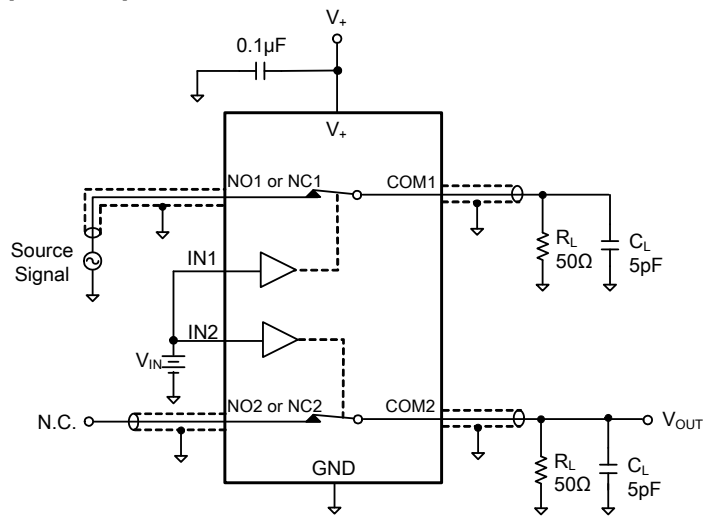 V+
0.1µF
V+
NO1 or NC1
COM1
Source
Signal
IN1
RL
50Ω
CL
5pF
IN2
VIN
N.C.
NO2 or NC2
COM2
VOUT
GND
RL
50Ω
CL
5pF